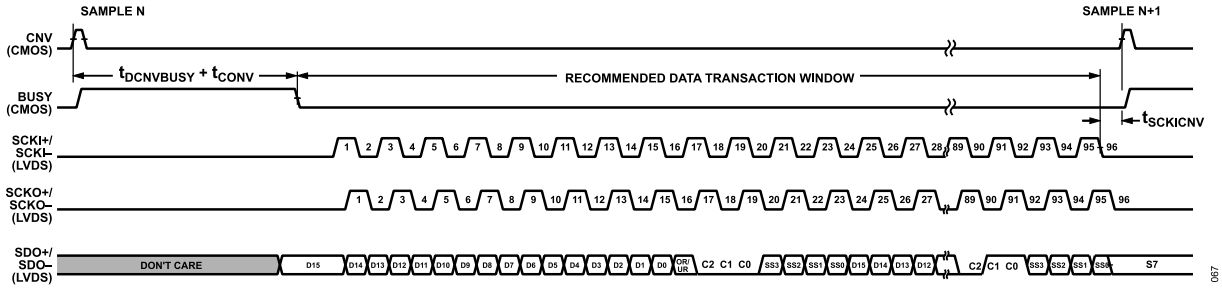 SAMPLE N
SAMPLE N+1
CNV
(CMOS)
tDCNVBUSY + tCONV
RECOMMENDED DATA TRANSACTION WINDOW
BUSY
(CMOS)
tSCKICNV
SCKI+/
SCKI–
(LVDS)
1 2 3 4 5 6 7 8 9 10 11 12 13 14 15 16 17 18 19 20 21 22 23 24 25 26 27 28 89 90 91 92 93 94 95 96
SCKO+/
SCKO–
(LVDS)
1 2 3 4 5 6 7 8 9 10 11 12 13 14 15 16 17 18 19 20 21 22 23 24 25 26 27 89 90 91 92 93 94 95 96
SDO+/
SDO–
(LVDS)
DON'T CARE D15 D14 D13 D12 D11 D10 D9 D8 D7 D6 D5 D4 D3 D2 D1 D0 OR/UR C2 C1 C0 SS3 SS2 SS1 SS0 D15 D14 D13 D12 C2 C1 C0 SS3 SS2 SS1 SS0 S7
067